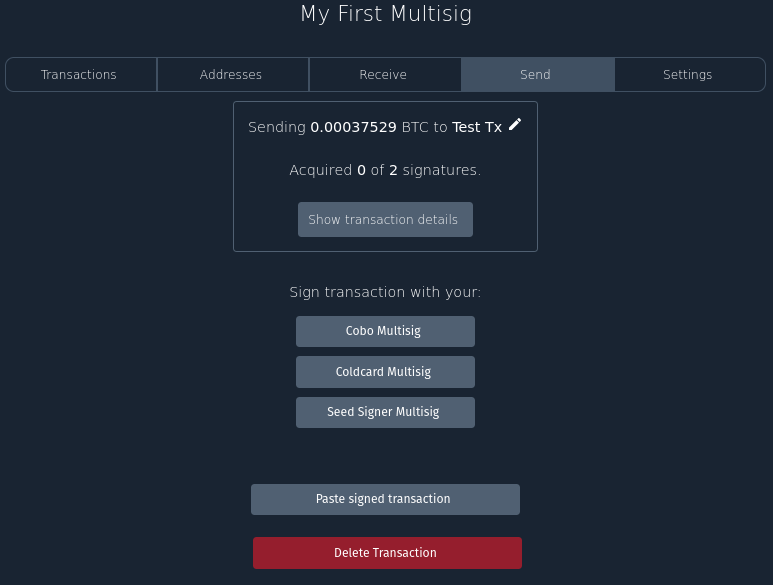 My First Multisig
Transactions Addresses Receive Send Settings
Sending 0.00037529 BTC to Test Tx
Acquired 0 of 2 signatures.
Show transaction details
Sign transaction with your:
Cobo Multisig
Coldcard Multisig
Seed Signer Multisig
Paste signed transaction
Delete Transaction